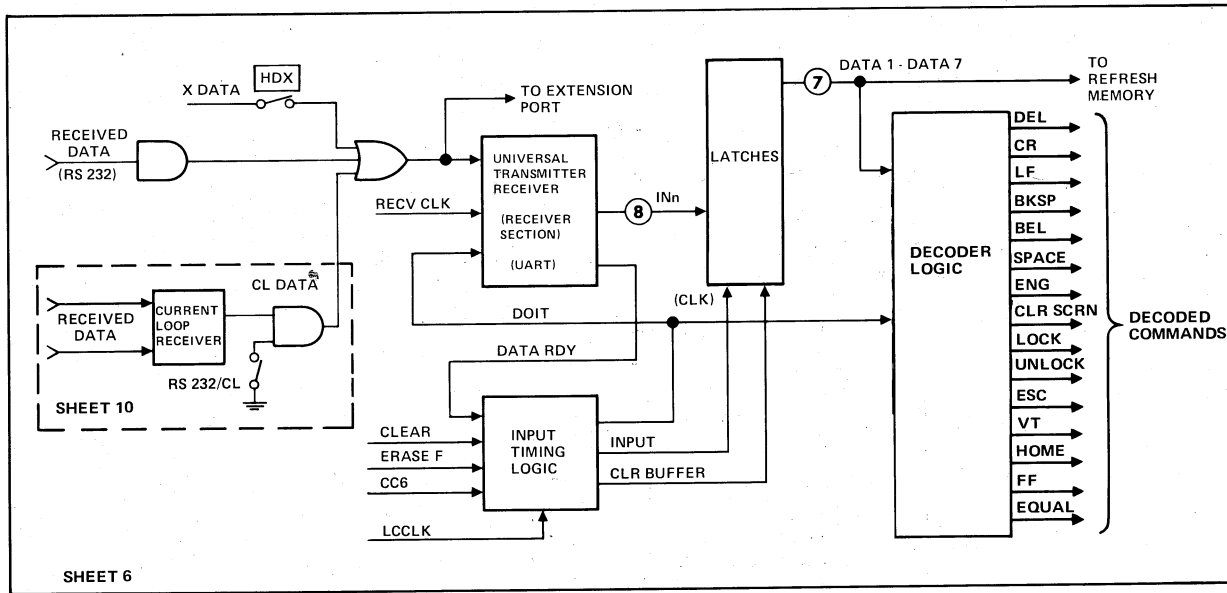 HDX
X DATA
RECEIVED
DATA
(RS 232)
TO EXTENSION
PORT
UNIVERSAL
TRANSMITTER
RECEIVER
(RECEIVER
SECTION)
(UART)
RECV CLK
8
INn
LATCHES
7
DATA 1 - DATA 7
TO
REFRESH
MEMORY
DECODER
LOGIC
DEL
CR
LF
BKSP
BEL
SPACE
ENG
CLR SCRN
LOCK
UNLOCK
ESC
VT
HOME
FF
EQUAL
DECODED
COMMANDS
CL DATA
RECEIVED
DATA
CURRENT
LOOP
RECEIVER
RS 232/CL
SHEET 10
DOIT
(CLK)
DATA RDY
CLEAR
ERASE F
CC6
LCCLK
INPUT
TIMING
LOGIC
INPUT
CLR BUFFER
SHEET 6